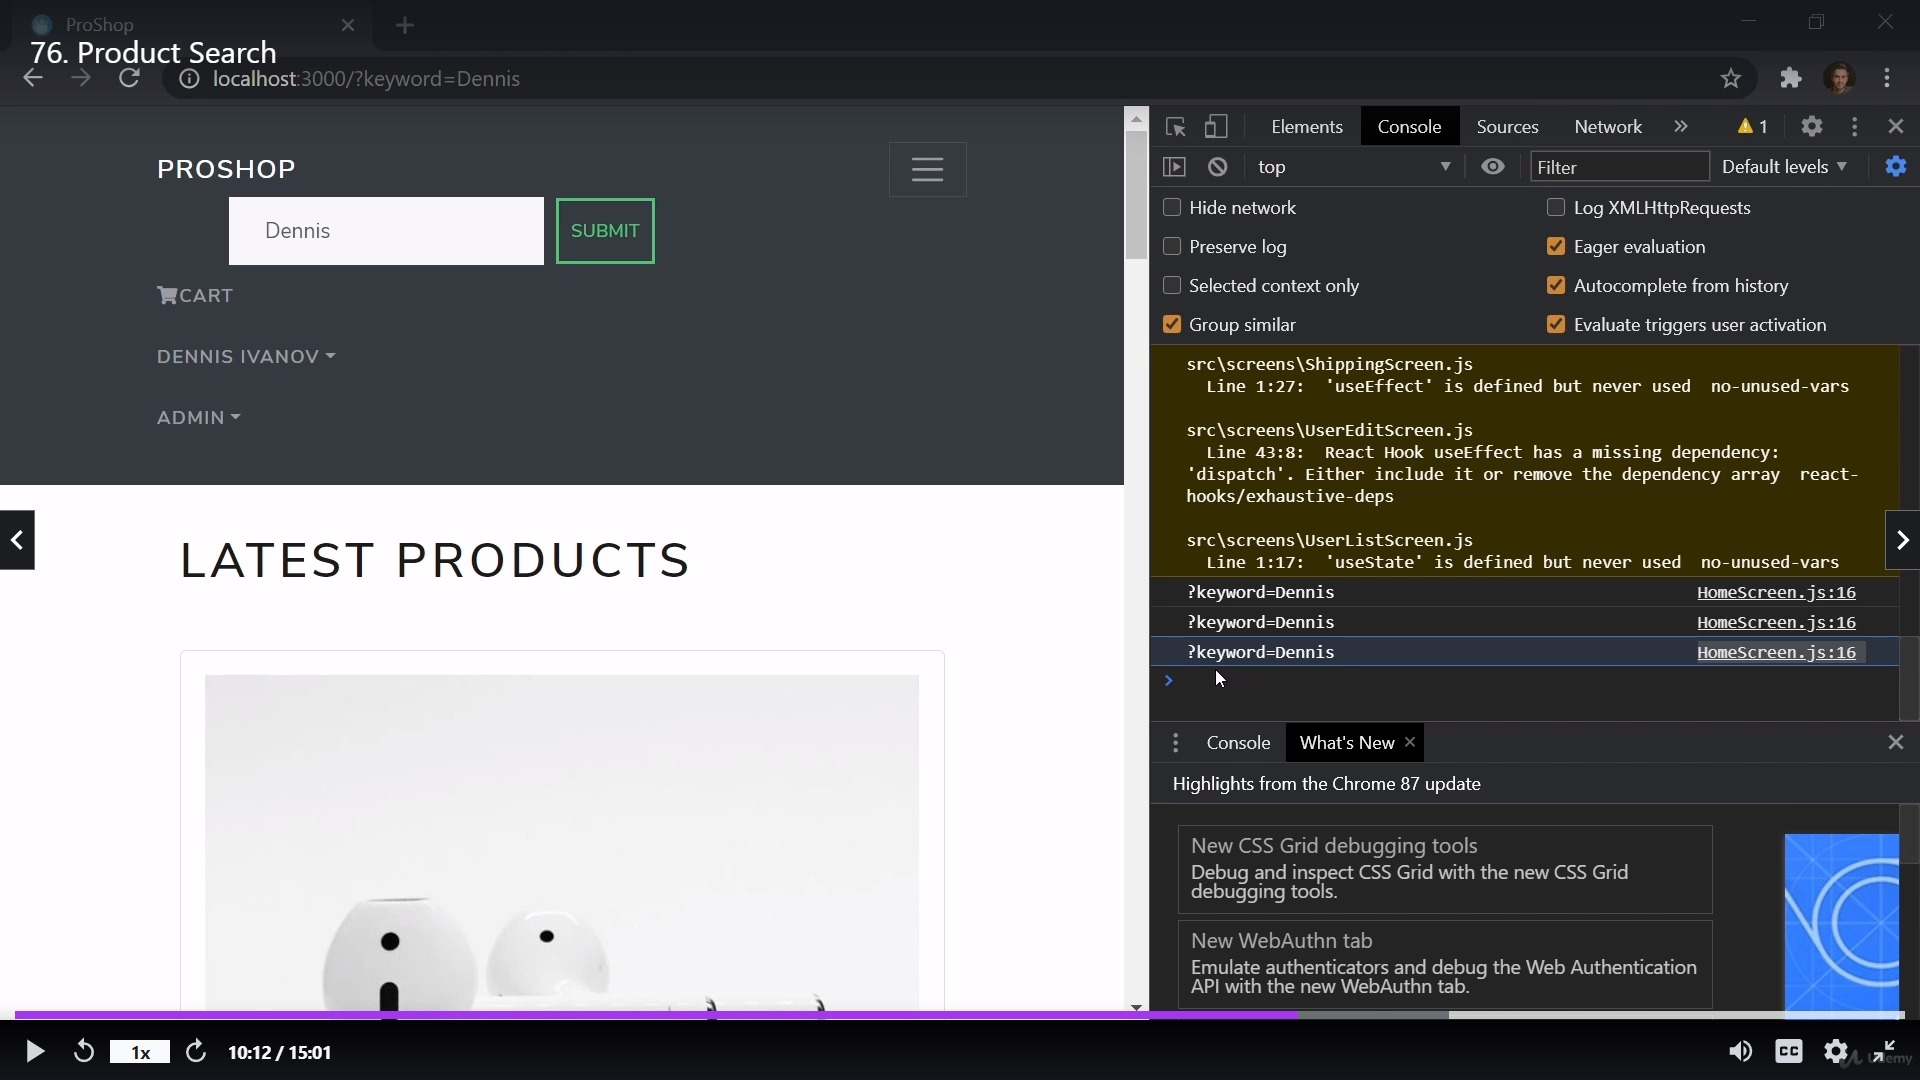 ProShop
76. Product Search
localhost:3000/?keyword=Dennis
PROSHOP
Dennis
SUBMIT
CART
DENNIS IVANOV
ADMIN
LATEST PRODUCTS
Elements
Console
Sources
Network
1
top
Filter
Default levels
Hide network
Log XMLHttpRequests
Preserve log
Eager evaluation
Selected context only
Autocomplete from history
Group similar
Evaluate triggers user activation
src\screens\ShippingScreen.js
Line 1:27: 'useEffect' is defined but never used no-unused-vars
src\screens\UserEditScreen.js
Line 43:8: React Hook useEffect has a missing dependency:
'dispatch'. Either include it or remove the dependency array react-
hooks/exhaustive-deps
src\screens\UserListScreen.js
Line 1:17: 'useState' is defined but never used no-unused-vars
?keyword=Dennis HomeScreen.js:16
?keyword=Dennis HomeScreen.js:16
?keyword=Dennis HomeScreen.js:16
Console
What's New
Highlights from the Chrome 87 update
New CSS Grid debugging tools
Debug and inspect CSS Grid with the new CSS Grid
debugging tools.
New WebAuthn tab
Emulate authenticators and debug the Web Authentication
API with the new WebAuthn tab.
1x
10:12 / 15:01
CC
Udemy